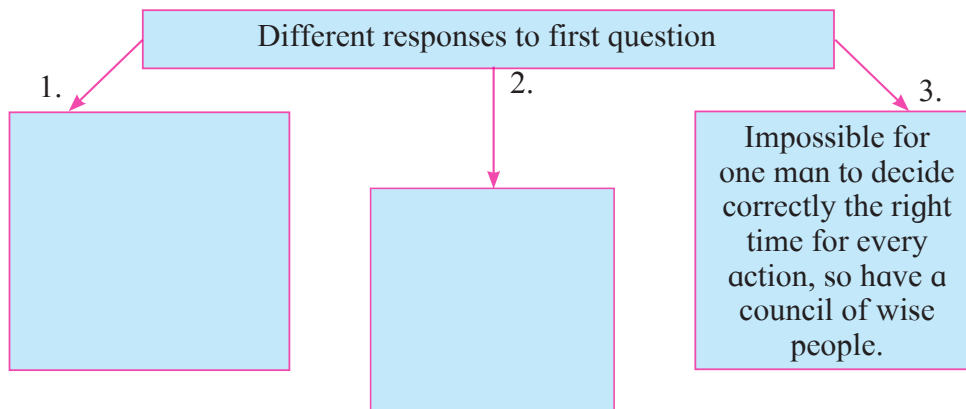 Different responses to first question
1.
2.
3.
Impossible for
one man to decide
correctly the right
time for every
action, so have a
council of wise
people.